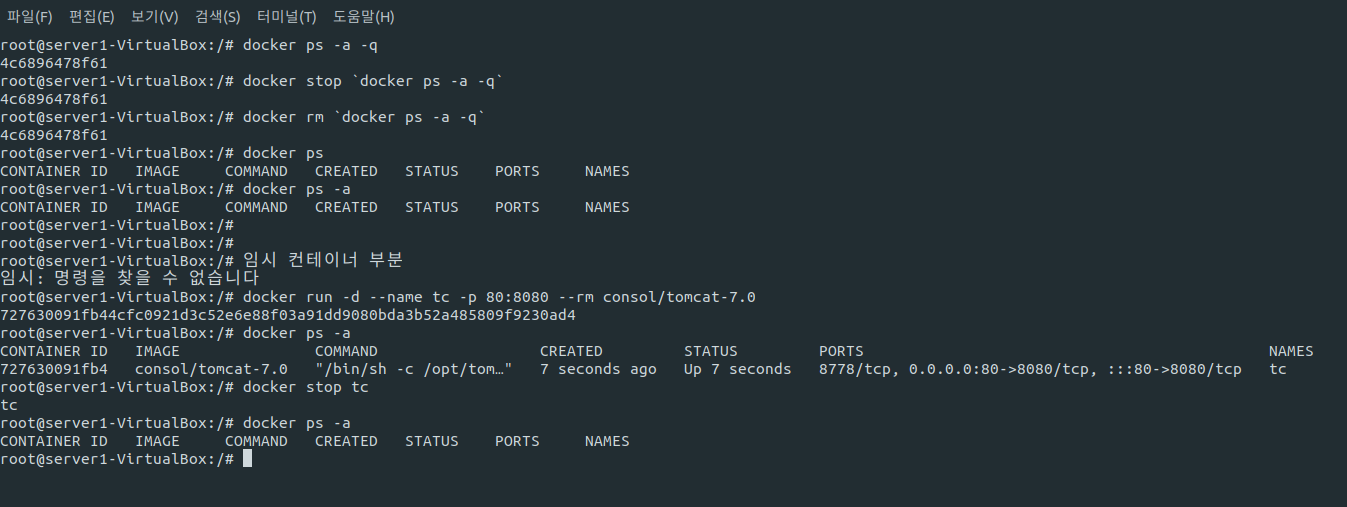 파일(F) 편집(E) 보기(V) 검색(S) 터미널(T) 도움말(H)
root@server1-VirtualBox:/# docker ps -a -q
4c6896478f61
root@server1-VirtualBox:/# docker stop `docker ps -a -q`
4c6896478f61
root@server1-VirtualBox:/# docker rm `docker ps -a -q`
4c6896478f61
root@server1-VirtualBox:/# docker ps
CONTAINER ID   IMAGE     COMMAND   CREATED   STATUS    PORTS     NAMES
root@server1-VirtualBox:/# docker ps -a
CONTAINER ID   IMAGE     COMMAND   CREATED   STATUS    PORTS     NAMES
root@server1-VirtualBox:/#
root@server1-VirtualBox:/#
root@server1-VirtualBox:/# 임시 컨테이너 부분
임시: 명령을 찾을 수 없습니다
root@server1-VirtualBox:/# docker run -d --name tc -p 80:8080 --rm consol/tomcat-7.0
727630091fb44cfc0921d3c52e6e88f03a91dd9080bda3b52a485809f9230ad4
root@server1-VirtualBox:/# docker ps -a
CONTAINER ID   IMAGE               COMMAND                  CREATED         STATUS         PORTS                                             NAMES
727630091fb4   consol/tomcat-7.0   "/bin/sh -c /opt/tom…"   7 seconds ago   Up 7 seconds   8778/tcp, 0.0.0.0:80->8080/tcp, :::80->8080/tcp   tc
root@server1-VirtualBox:/# docker stop tc
tc
root@server1-VirtualBox:/# docker ps -a
CONTAINER ID   IMAGE     COMMAND   CREATED   STATUS    PORTS     NAMES
root@server1-VirtualBox:/#